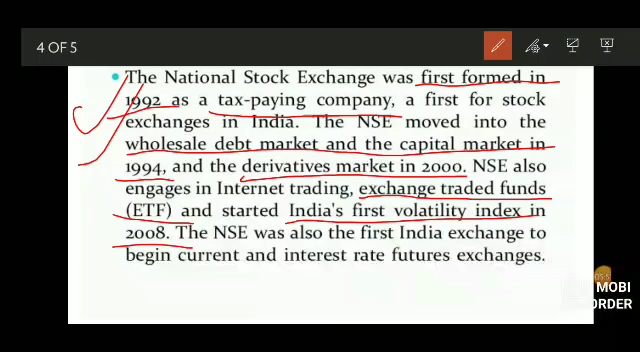 4 OF 5
The National Stock Exchange was first formed in
1992 as a tax-paying company, a first for stock
exchanges in India. The NSE moved into the
wholesale debt market and the capital market in
1994, and the derivatives market in 2000. NSE also
engages in Internet trading, exchange traded funds
(ETF) and started India's first volatility index in
2008. The NSE was also the first India exchange to
begin current and interest rate futures exchanges.
MOBI
ORDER